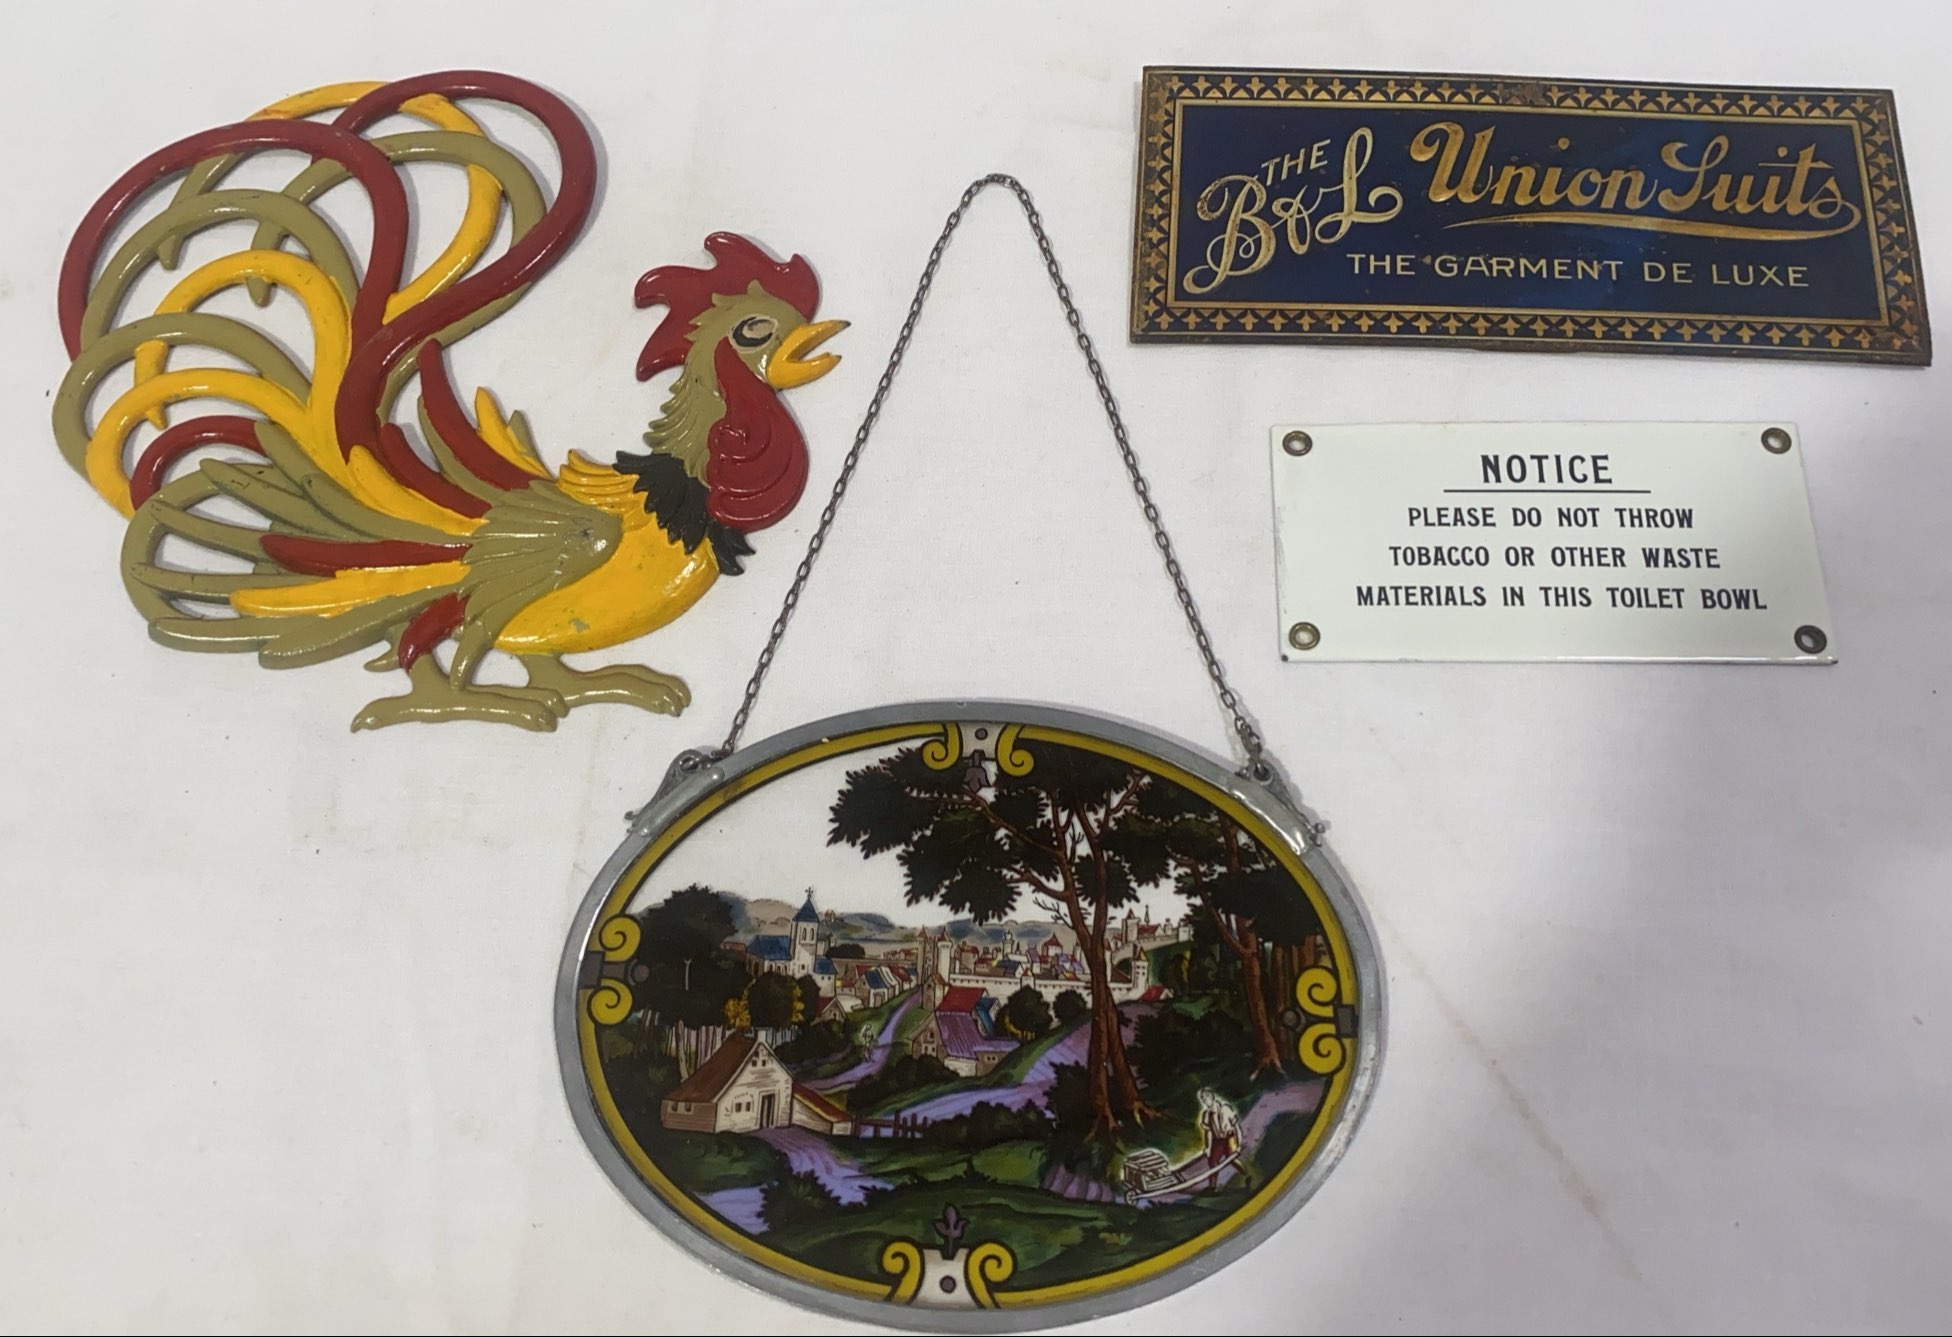 THE
B & L Union Suits
THE GARMENT DE LUXE
NOTICE
PLEASE DO NOT THROW
TOBACCO OR OTHER WASTE
MATERIALS IN THIS TOILET BOWL